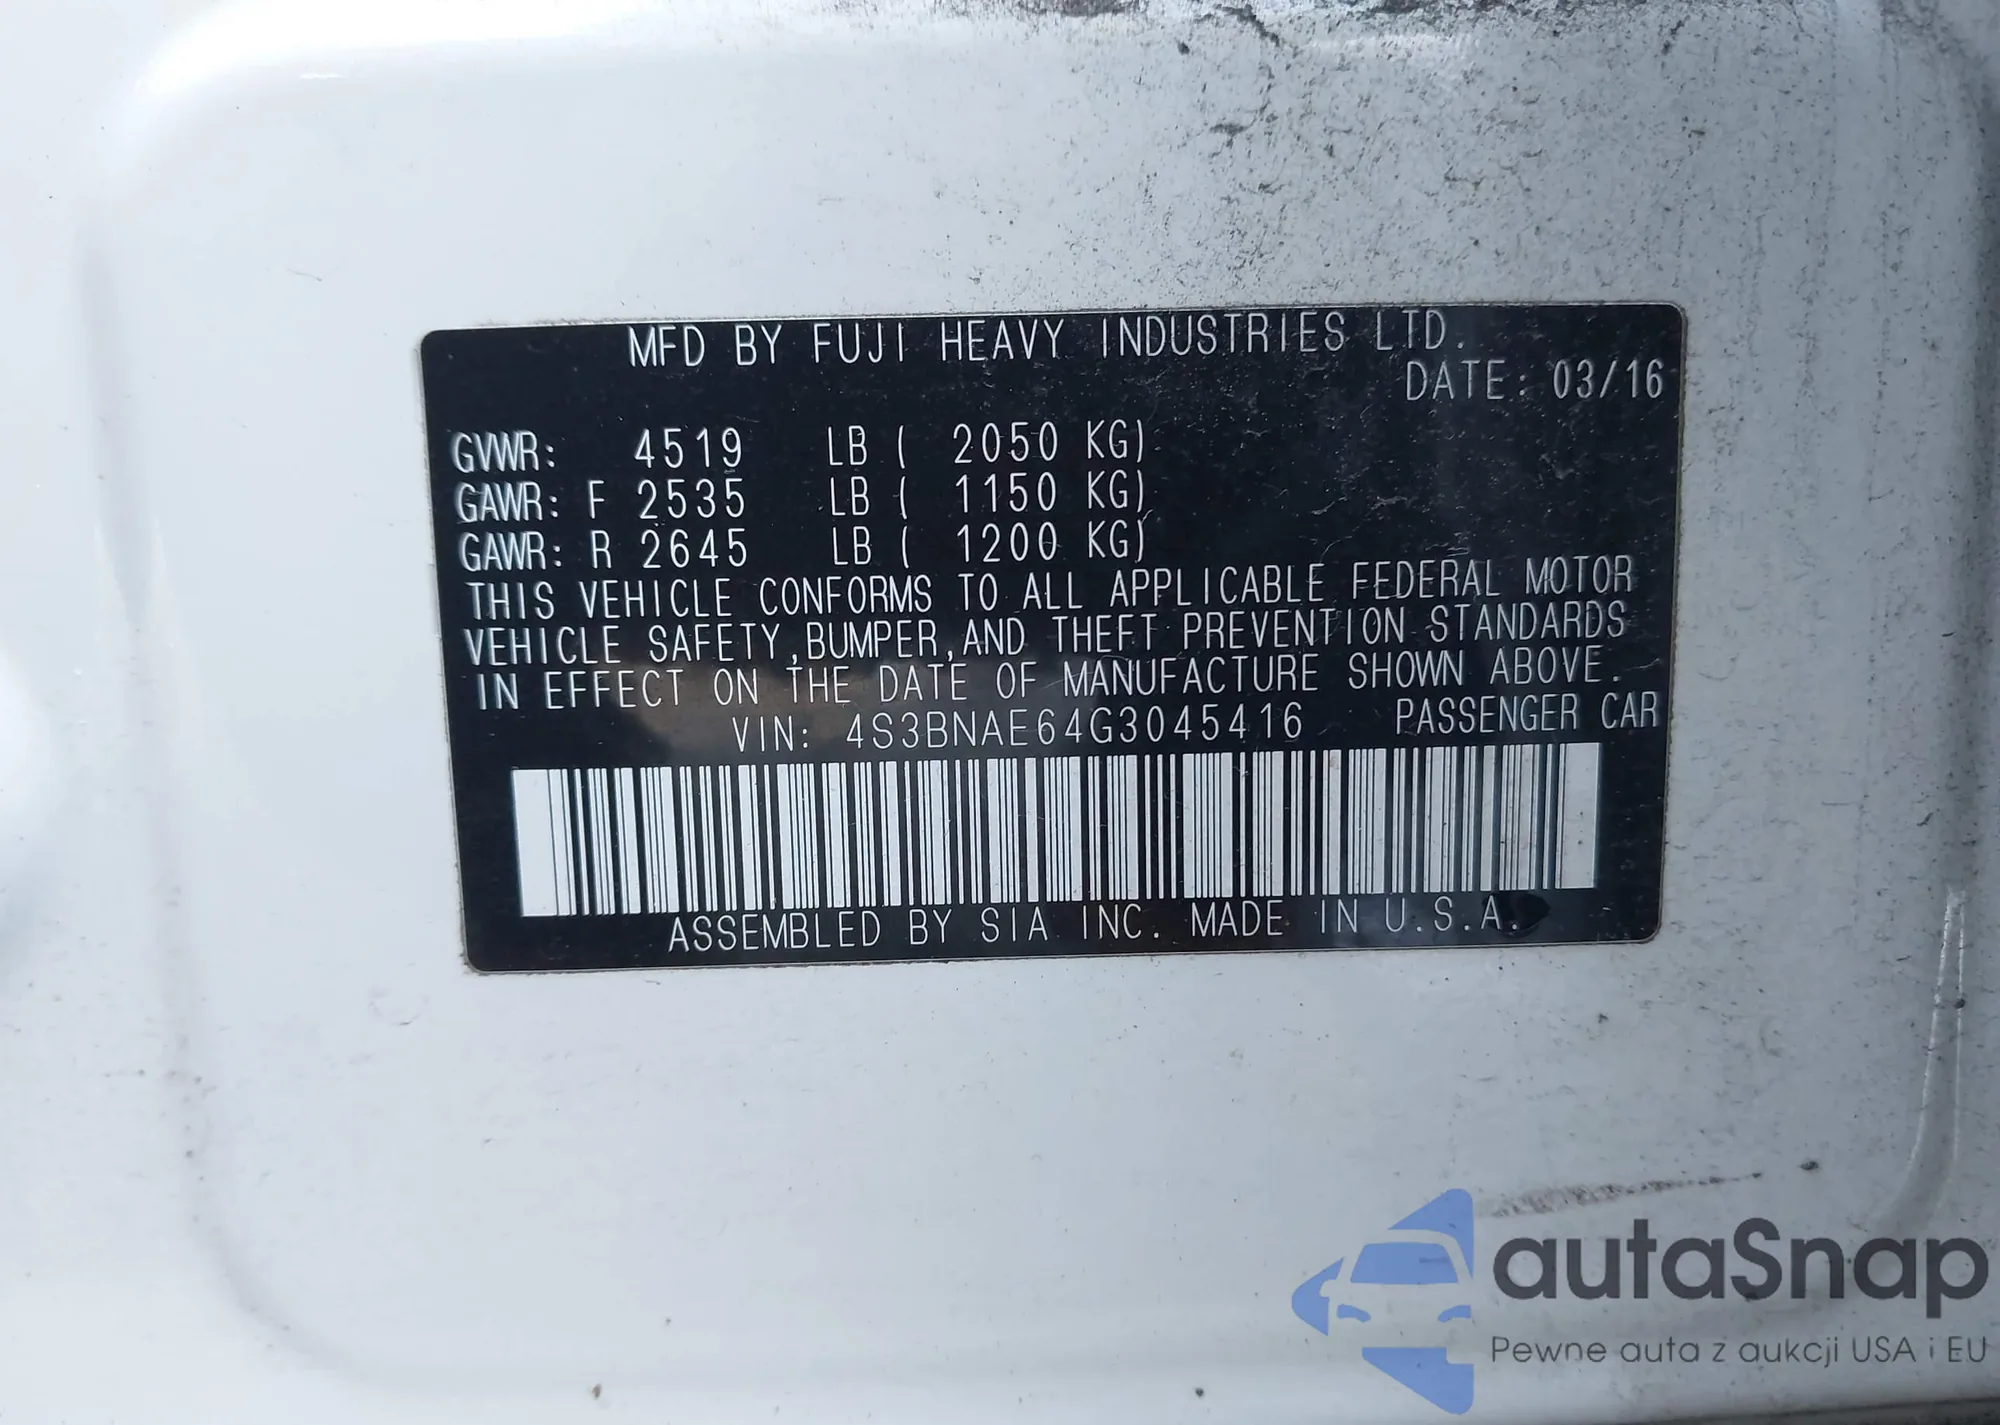 MFD BY FUJI HEAVY INDUSTRIES LTD.
DATE: 03/16
GVWR: 4519 LB ( 2050 KG)
GAWR: F 2535 LB ( 1150 KG)
GAWR: R 2645 LB ( 1200 KG)
THIS VEHICLE CONFORMS TO ALL APPLICABLE FEDERAL MOTOR
VEHICLE SAFETY,BUMPER,AND THEFT PREVENTION STANDARDS
IN EFFECT ON THE DATE OF MANUFACTURE SHOWN ABOVE.
VIN: 4S3BNAE64G3045416 PASSENGER CAR
ASSEMBLED BY SIA INC. MADE IN U.S.A.
autaSnap
Pewne auta z aukcji USA i EU